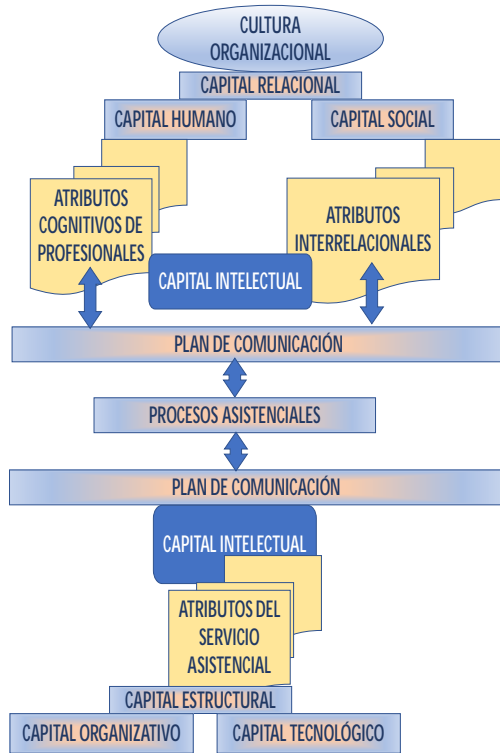 CULTURA
ORGANIZACIONAL
CAPITAL RELACIONAL
CAPITAL HUMANO
CAPITAL SOCIAL
ATRIBUTOS
COGNITIVOS DE
PROFESIONALES
ATRIBUTOS
INTERRELACIONALES
CAPITAL INTELECTUAL
PLAN DE COMUNICACIÓN
PROCESOS ASISTENCIALES
PLAN DE COMUNICACIÓN
CAPITAL INTELECTUAL
ATRIBUTOS DEL
SERVICIO
ASISTENCIAL
CAPITAL ESTRUCTURAL
CAPITAL ORGANIZATIVO
CAPITAL TECNOLÓGICO